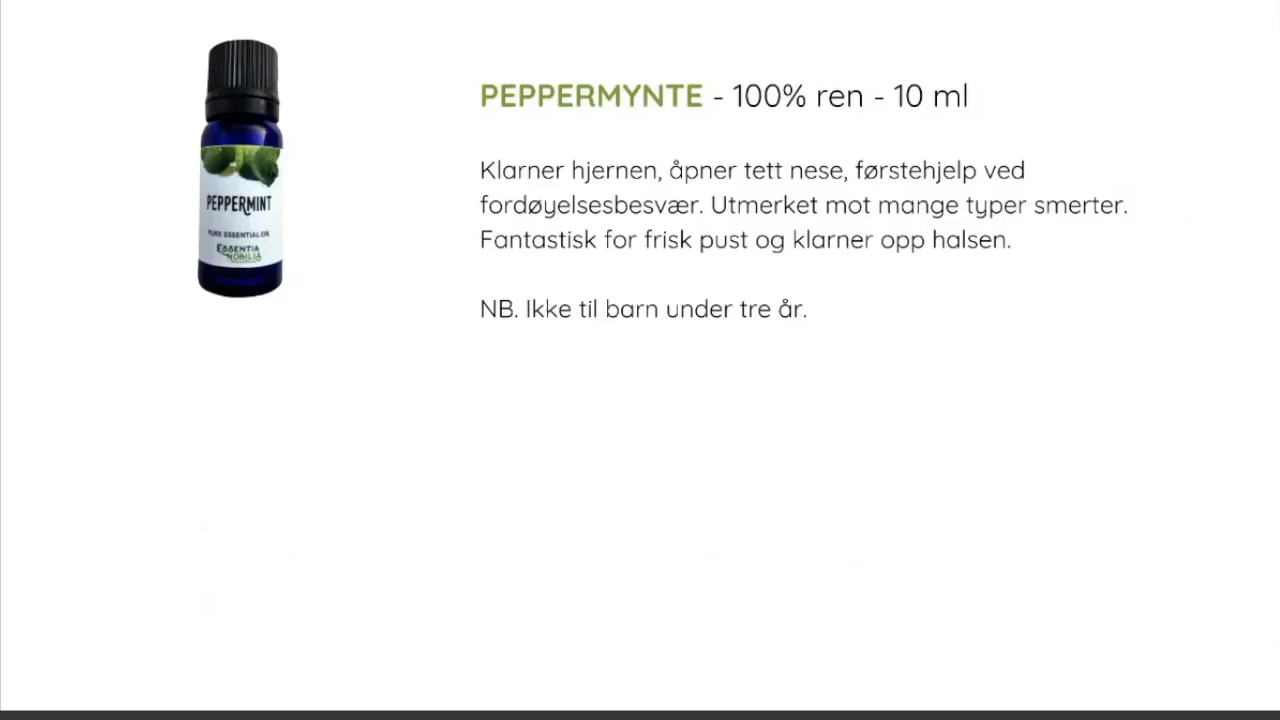 PEPPERMYNTE - 100% ren - 10 ml
Klarner hjernen, åpner tett nese, førstehjelp ved
fordøyelsesbesvær. Utmerket mot mange typer smerter.
Fantastisk for frisk pust og klarner opp halsen.
NB. Ikke til barn under tre år.
PEPPERMINT
PURE ESSENTIAL OIL
ESSENTIA
NOBILIA